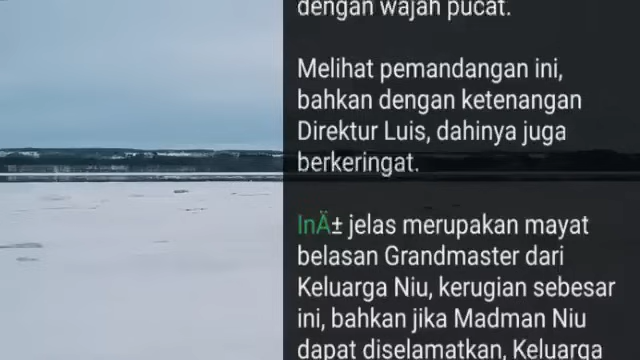 dengan wajah pucat.
Melihat pemandangan ini,
bahkan dengan ketenangan
Direktur Luis, dahinya juga
berkeringat.
InÄ± jelas merupakan mayat
belasan Grandmaster dari
Keluarga Niu, kerugian sebesar
ini, bahkan jika Madman Niu
dapat diselamatkan, Keluarga